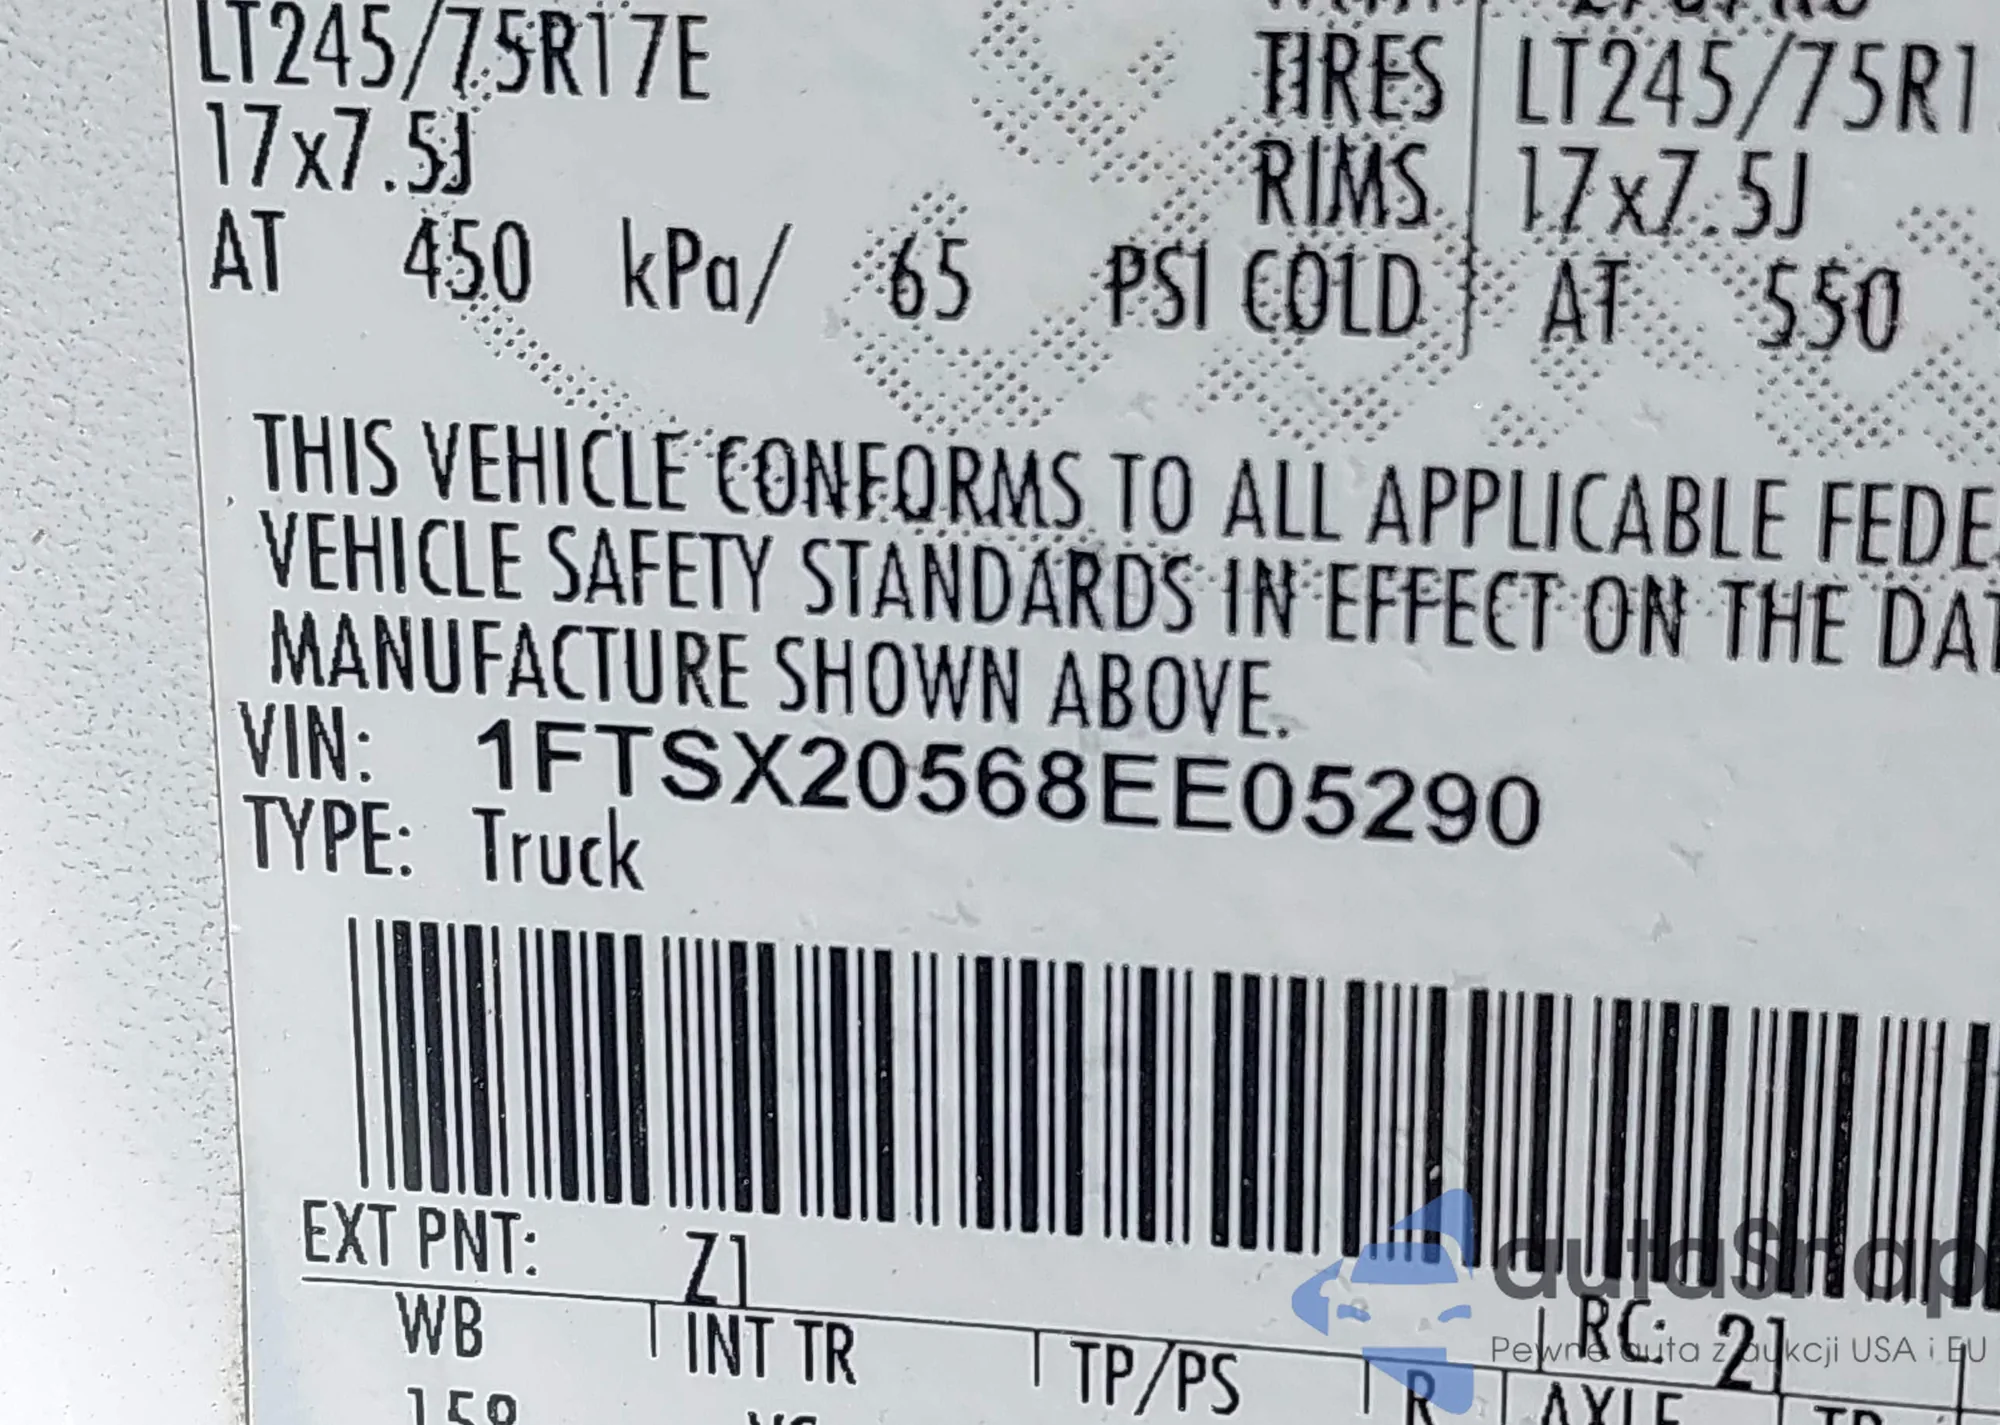 LT245/75R17E
17x7.5J
AT 450 kPa/ 65 PSI COLD
TIRES LT245/75R1
RIMS 17x7.5J
AT 550
THIS VEHICLE CONFORMS TO ALL APPLICABLE FEDE
VEHICLE SAFETY STANDARDS IN EFFECT ON THE DAT
MANUFACTURE SHOWN ABOVE.
VIN: 1FTSX20568EE05290
TYPE: Truck
EXT PNT: Z1 RC: 21
WB INT TR TP/PS R AXLE TR
158
autaSnap
Pewne auta z aukcji USA i EU